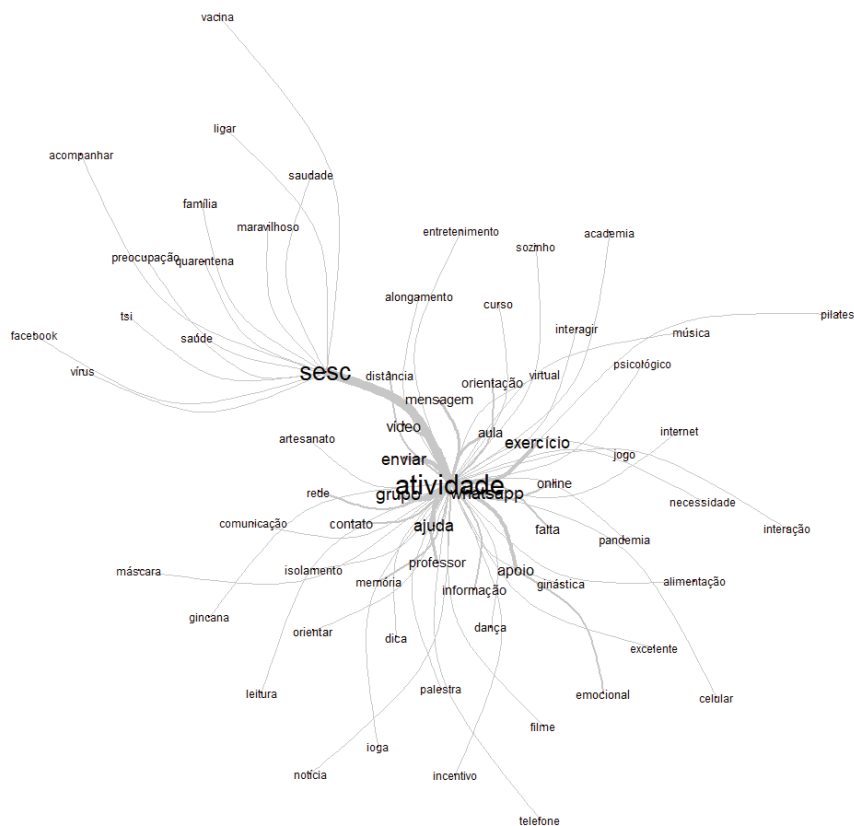 vacina
ligar
acompanhar
saudade
família
maravilhoso
entretenimento
academia
sozinho
preocupação
quarentena
alongamento
curso
tsi
pilates
facebook
saúde
interagir
música
vírus
sesc
distância
virtual
psicológico
orientação
mensagem
vídeo
aula
artesanato
exercício
internet
enviar
jogo
atividade
online
rede
grupo
whatsapp
necessidade
comunicação
contato
ajuda
falta
interação
pandemia
professor
máscara
isolamento
memória
apoio
informação
ginástica
alimentação
gincana
orientar
dica
dança
excelente
leitura
palestra
emocional
celular
filme
ioga
notícia
incentivo
telefone